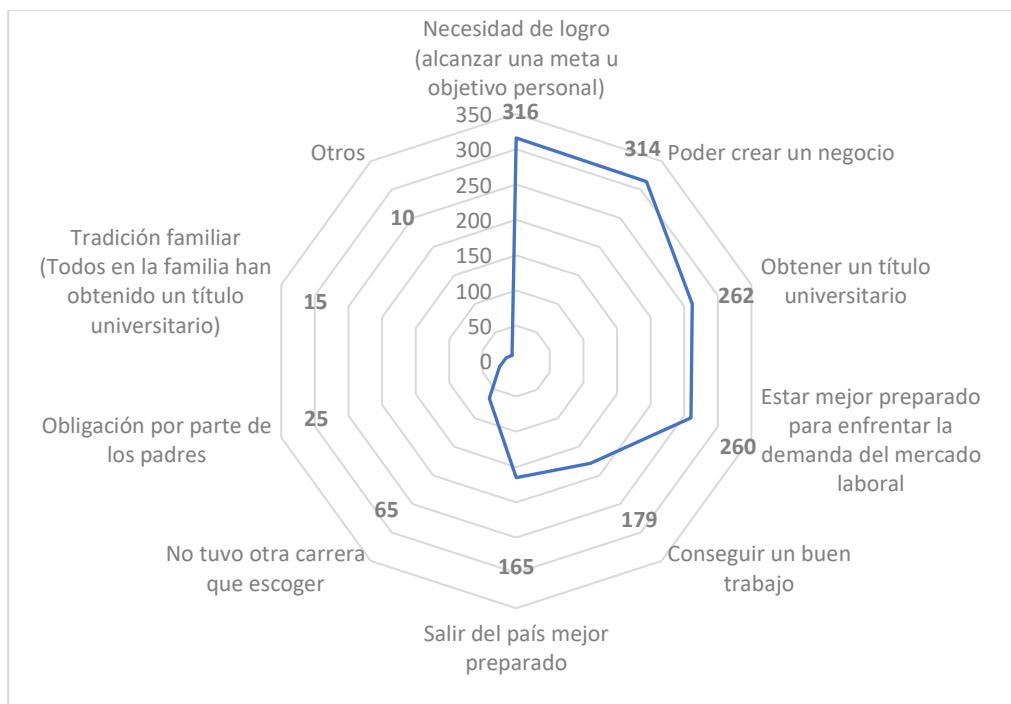 Necesidad de logro
(alcanzar una meta u
objetivo personal)
316
350
300
250
200
150
100
50
0
314
Poder crear un negocio
262
Obtener un título
universitario
260
Estar mejor preparado
para enfrentar la
demanda del mercado
laboral
179
Conseguir un buen
trabajo
165
Salir del país mejor
preparado
65
No tuvo otra carrera
que escoger
25
Obligación por parte de
los padres
15
Tradición familiar
(Todos en la familia han
obtenido un título
universitario)
10
Otros